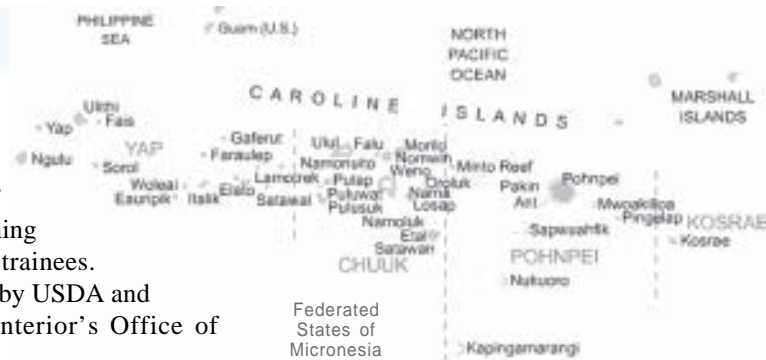 PHILIPPINE
SEA
Guam (U.S.)
NORTH
PACIFIC
OCEAN
MARSHALL
ISLANDS
CAROLINE ISLANDS
Ulithi
Yap
Fais
YAP
Ngulu
Sorol
Gaferut
Faraulep
Woleai
Eauripik
Ifalik
Elato
Lamotrek
Satawal
Ulul
Falu
Namonuito
Pulap
Puluwat
Pulusuk
Murilo
Nomwin
Weno
Nama
Losap
Namoluk
Etal
Satawan
CHUUK
Minto Reef
Oroluk
Pakin
Ant
Pohnpei
Mwoakilloa
Pingelap
Sapwuahfik
POHNPEI
Nukuoro
KOSRAE
Kosrae
Kapingamarangi
Federated
States of
Micronesia
trainees.
by USDA and
nterior's Office of